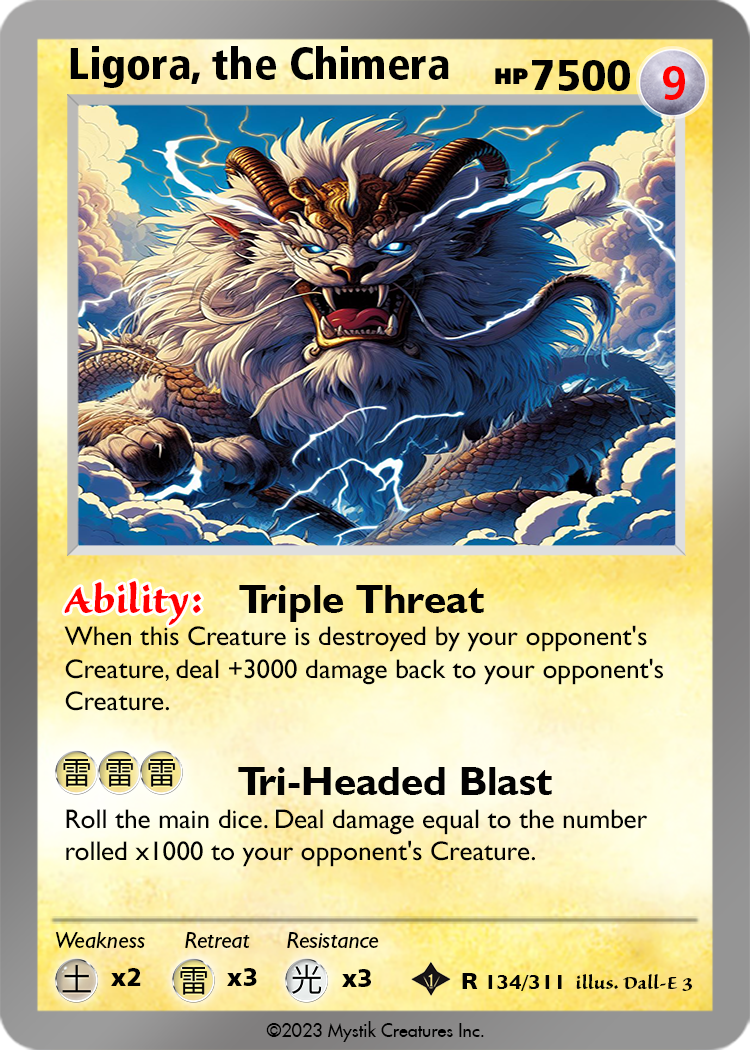 Ligora, the Chimera HP7500 9
Ability: Triple Threat
When this Creature is destroyed by your opponent's
Creature, deal +3000 damage back to your opponent's
Creature.
雷雷雷 Tri-Headed Blast
Roll the main dice. Deal damage equal to the number
rolled x1000 to your opponent's Creature.
Weakness Retreat Resistance
土 x2 雷 x3 光 x3 1 R 134/311 illus. Dall-E 3
©2023 Mystik Creatures Inc.